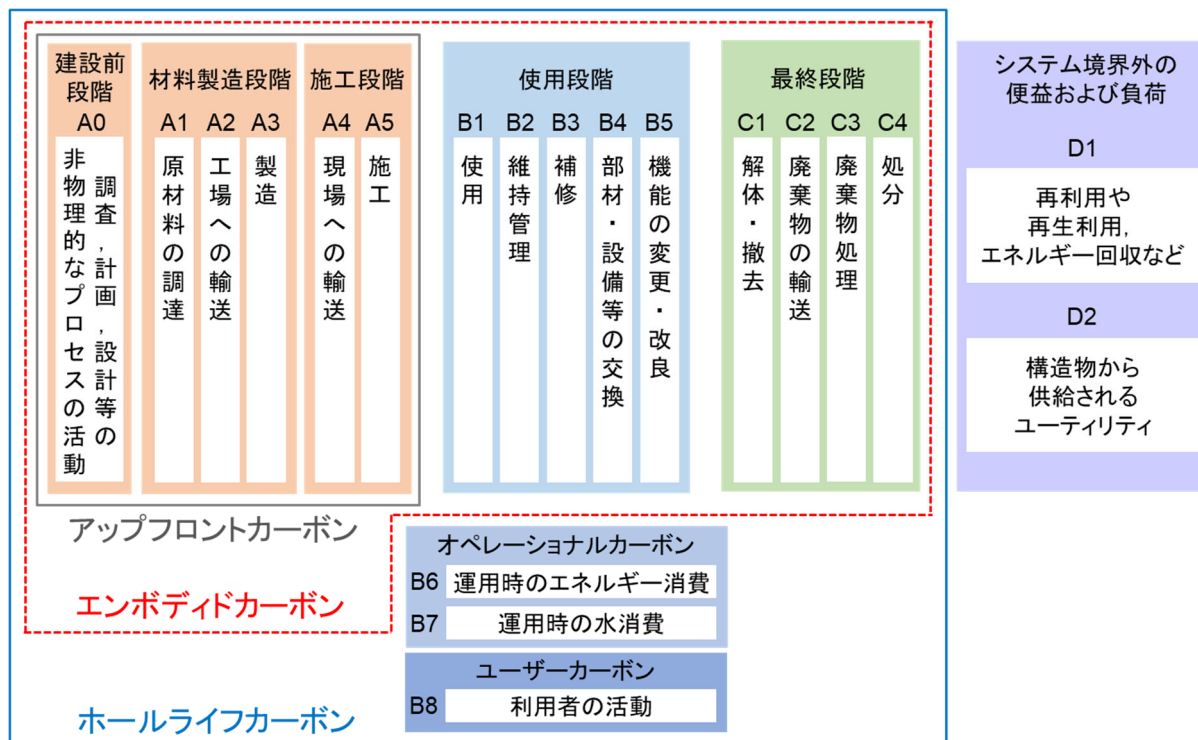 建設前
段階
A0
調査,計画,設計等の
非物理的なプロセスの活動
材料製造段階
A1
原材料の調達
A2
工場への輸送
A3
製造
施工段階
A4
現場への輸送
A5
施工
使用段階
B1
使用
B2
維持管理
B3
補修
B4
部材・設備等の交換
B5
機能の変更・改良
最終段階
C1
解体・撤去
C2
廃棄物の輸送
C3
廃棄物処理
C4
処分
システム境界外の
便益および負荷
D1
再利用や
再生利用,
エネルギー回収など
D2
構造物から
供給される
ユーティリティ
アップフロントカーボン
エンボディドカーボン
オペレーショナルカーボン
B6 運用時のエネルギー消費
B7 運用時の水消費
ユーザーカーボン
B8 利用者の活動
ホールライフカーボン